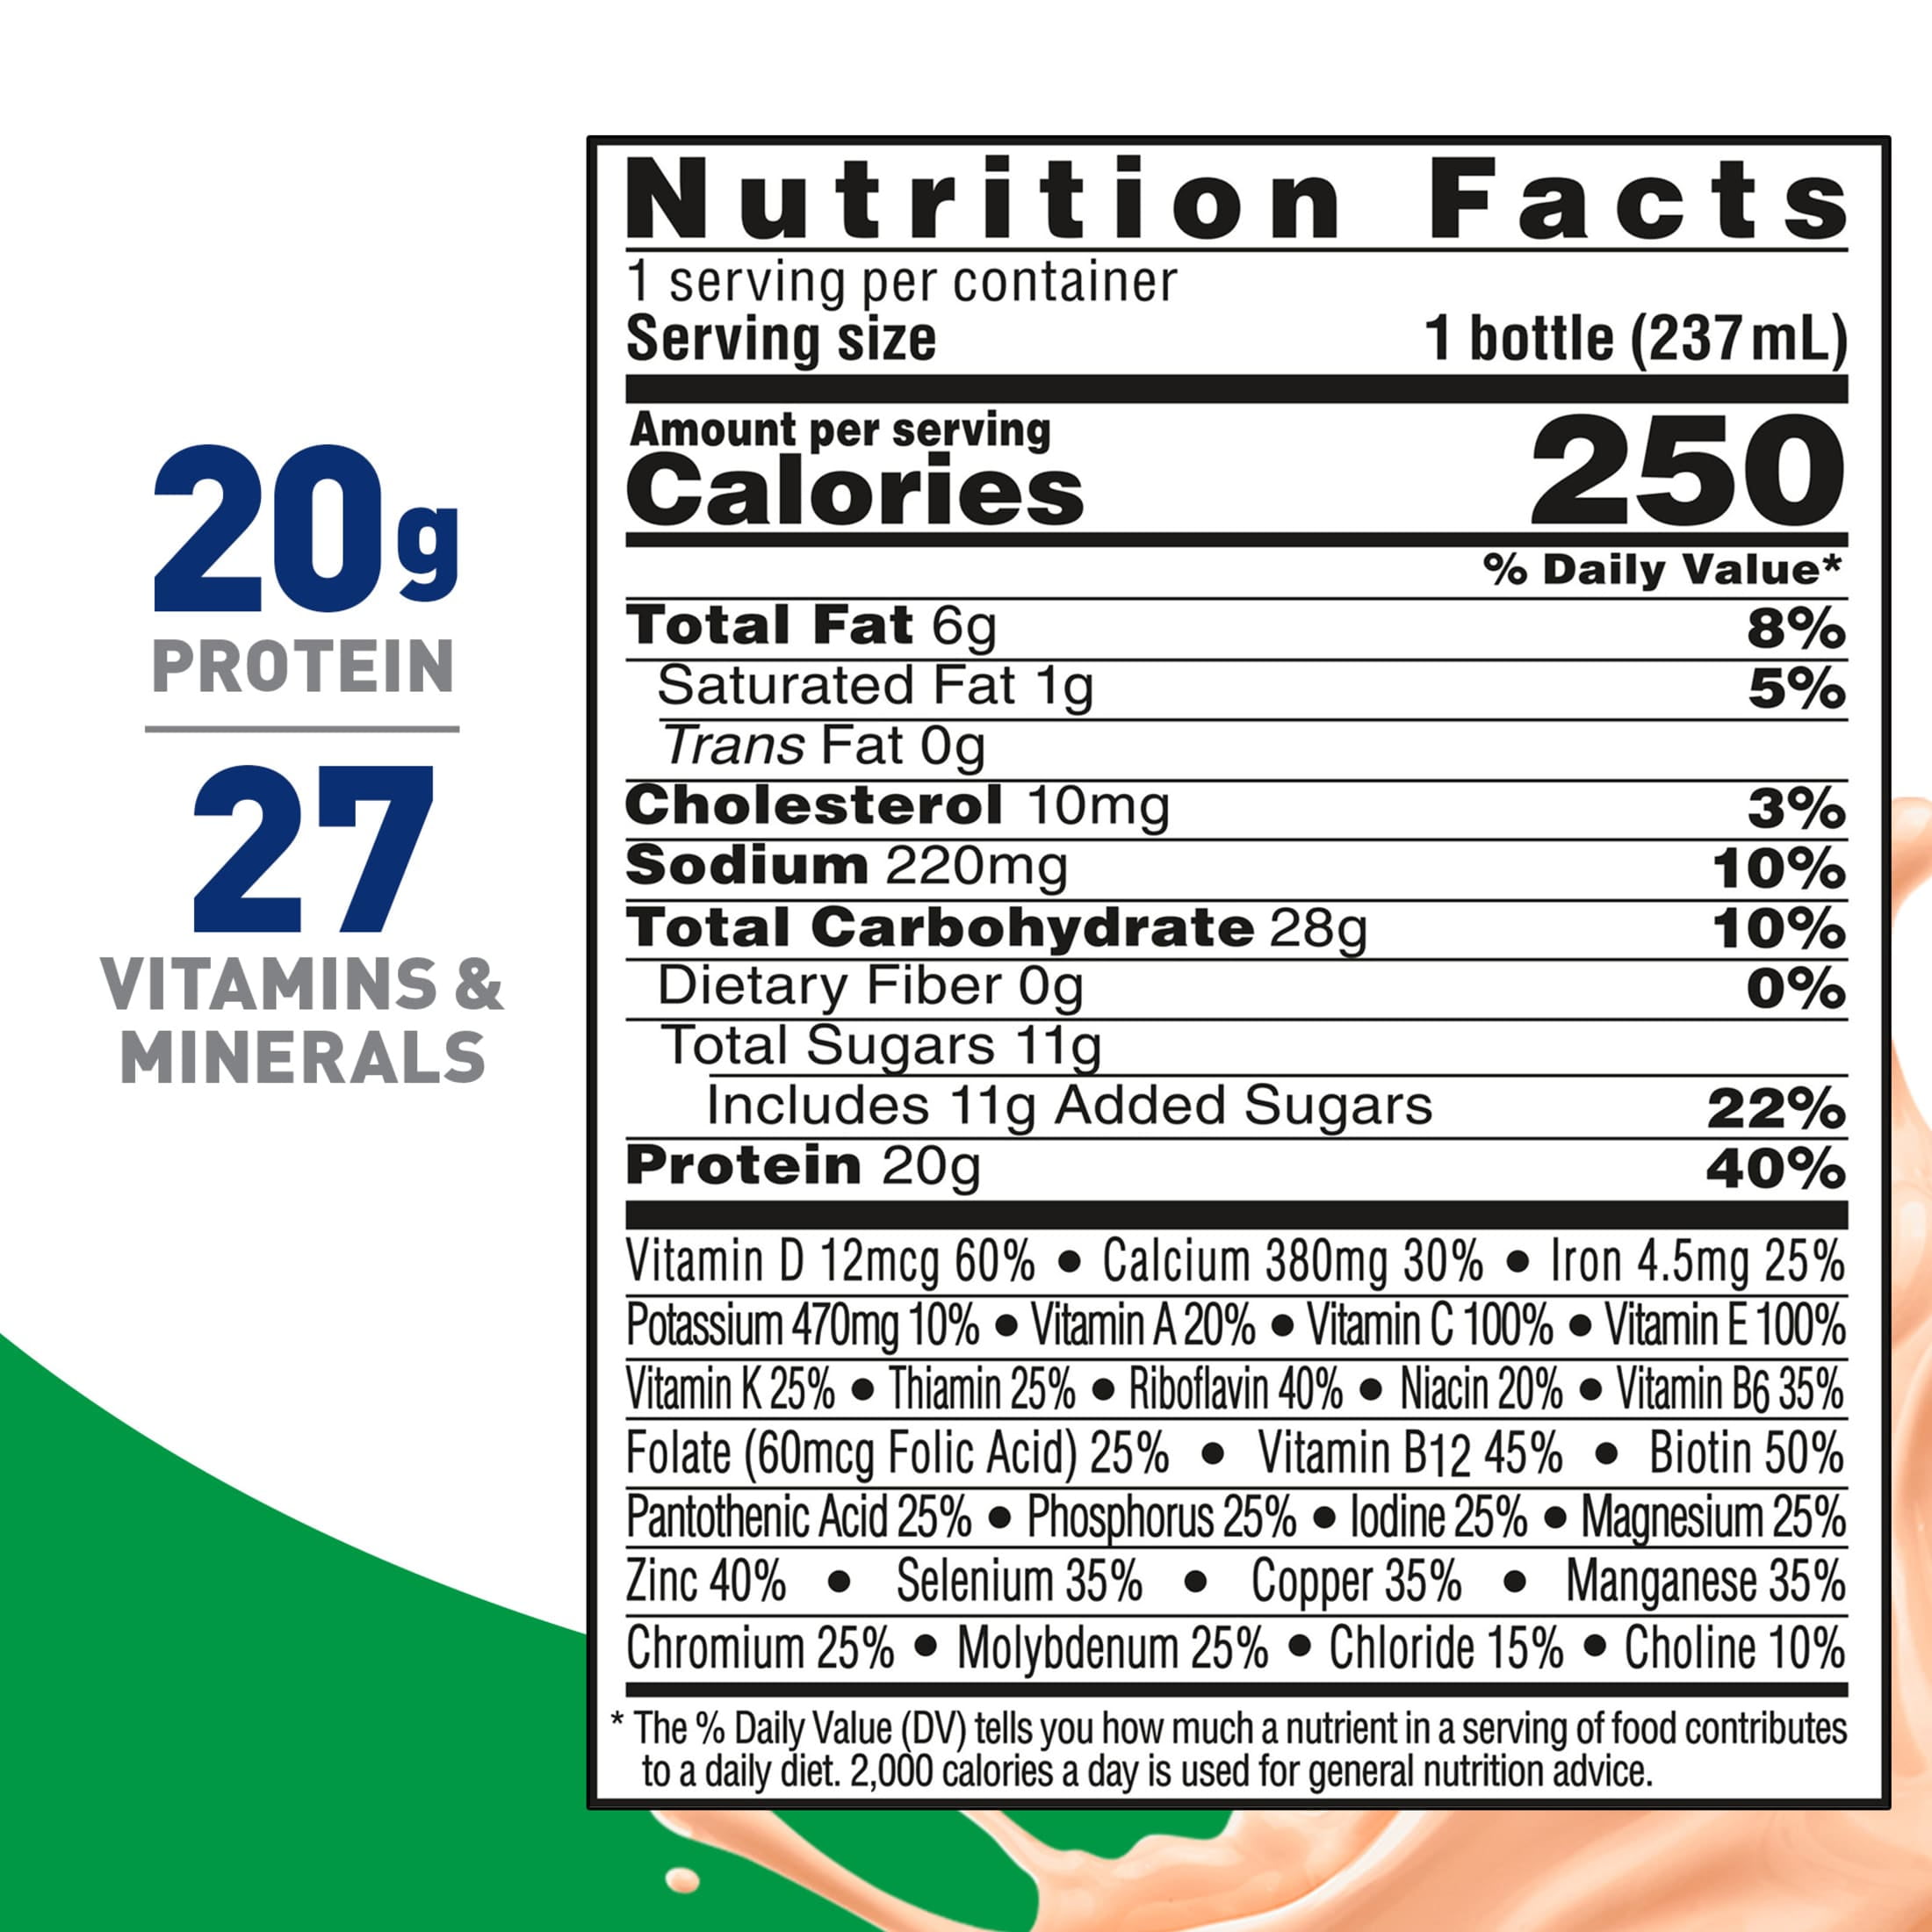 20g
PROTEIN
27
VITAMINS &
MINERALS
Nutrition Facts
1 serving per container
Serving size 1 bottle (237mL)
Amount per serving
Calories 250
% Daily Value*
Total Fat 6g 8%
Saturated Fat 1g 5%
Trans Fat 0g
Cholesterol 10mg 3%
Sodium 220mg 10%
Total Carbohydrate 28g 10%
Dietary Fiber 0g 0%
Total Sugars 11g
Includes 11g Added Sugars 22%
Protein 20g 40%
Vitamin D 12mcg 60% • Calcium 380mg 30% • Iron 4.5mg 25%
Potassium 470mg 10% • Vitamin A 20% • Vitamin C 100% • Vitamin E 100%
Vitamin K 25% • Thiamin 25% • Riboflavin 40% • Niacin 20% • Vitamin B6 35%
Folate (60mcg Folic Acid) 25% • Vitamin B12 45% • Biotin 50%
Pantothenic Acid 25% • Phosphorus 25% • Iodine 25% • Magnesium 25%
Zinc 40% • Selenium 35% • Copper 35% • Manganese 35%
Chromium 25% • Molybdenum 25% • Chloride 15% • Choline 10%
* The % Daily Value (DV) tells you how much a nutrient in a serving of food contributes
to a daily diet. 2,000 calories a day is used for general nutrition advice.